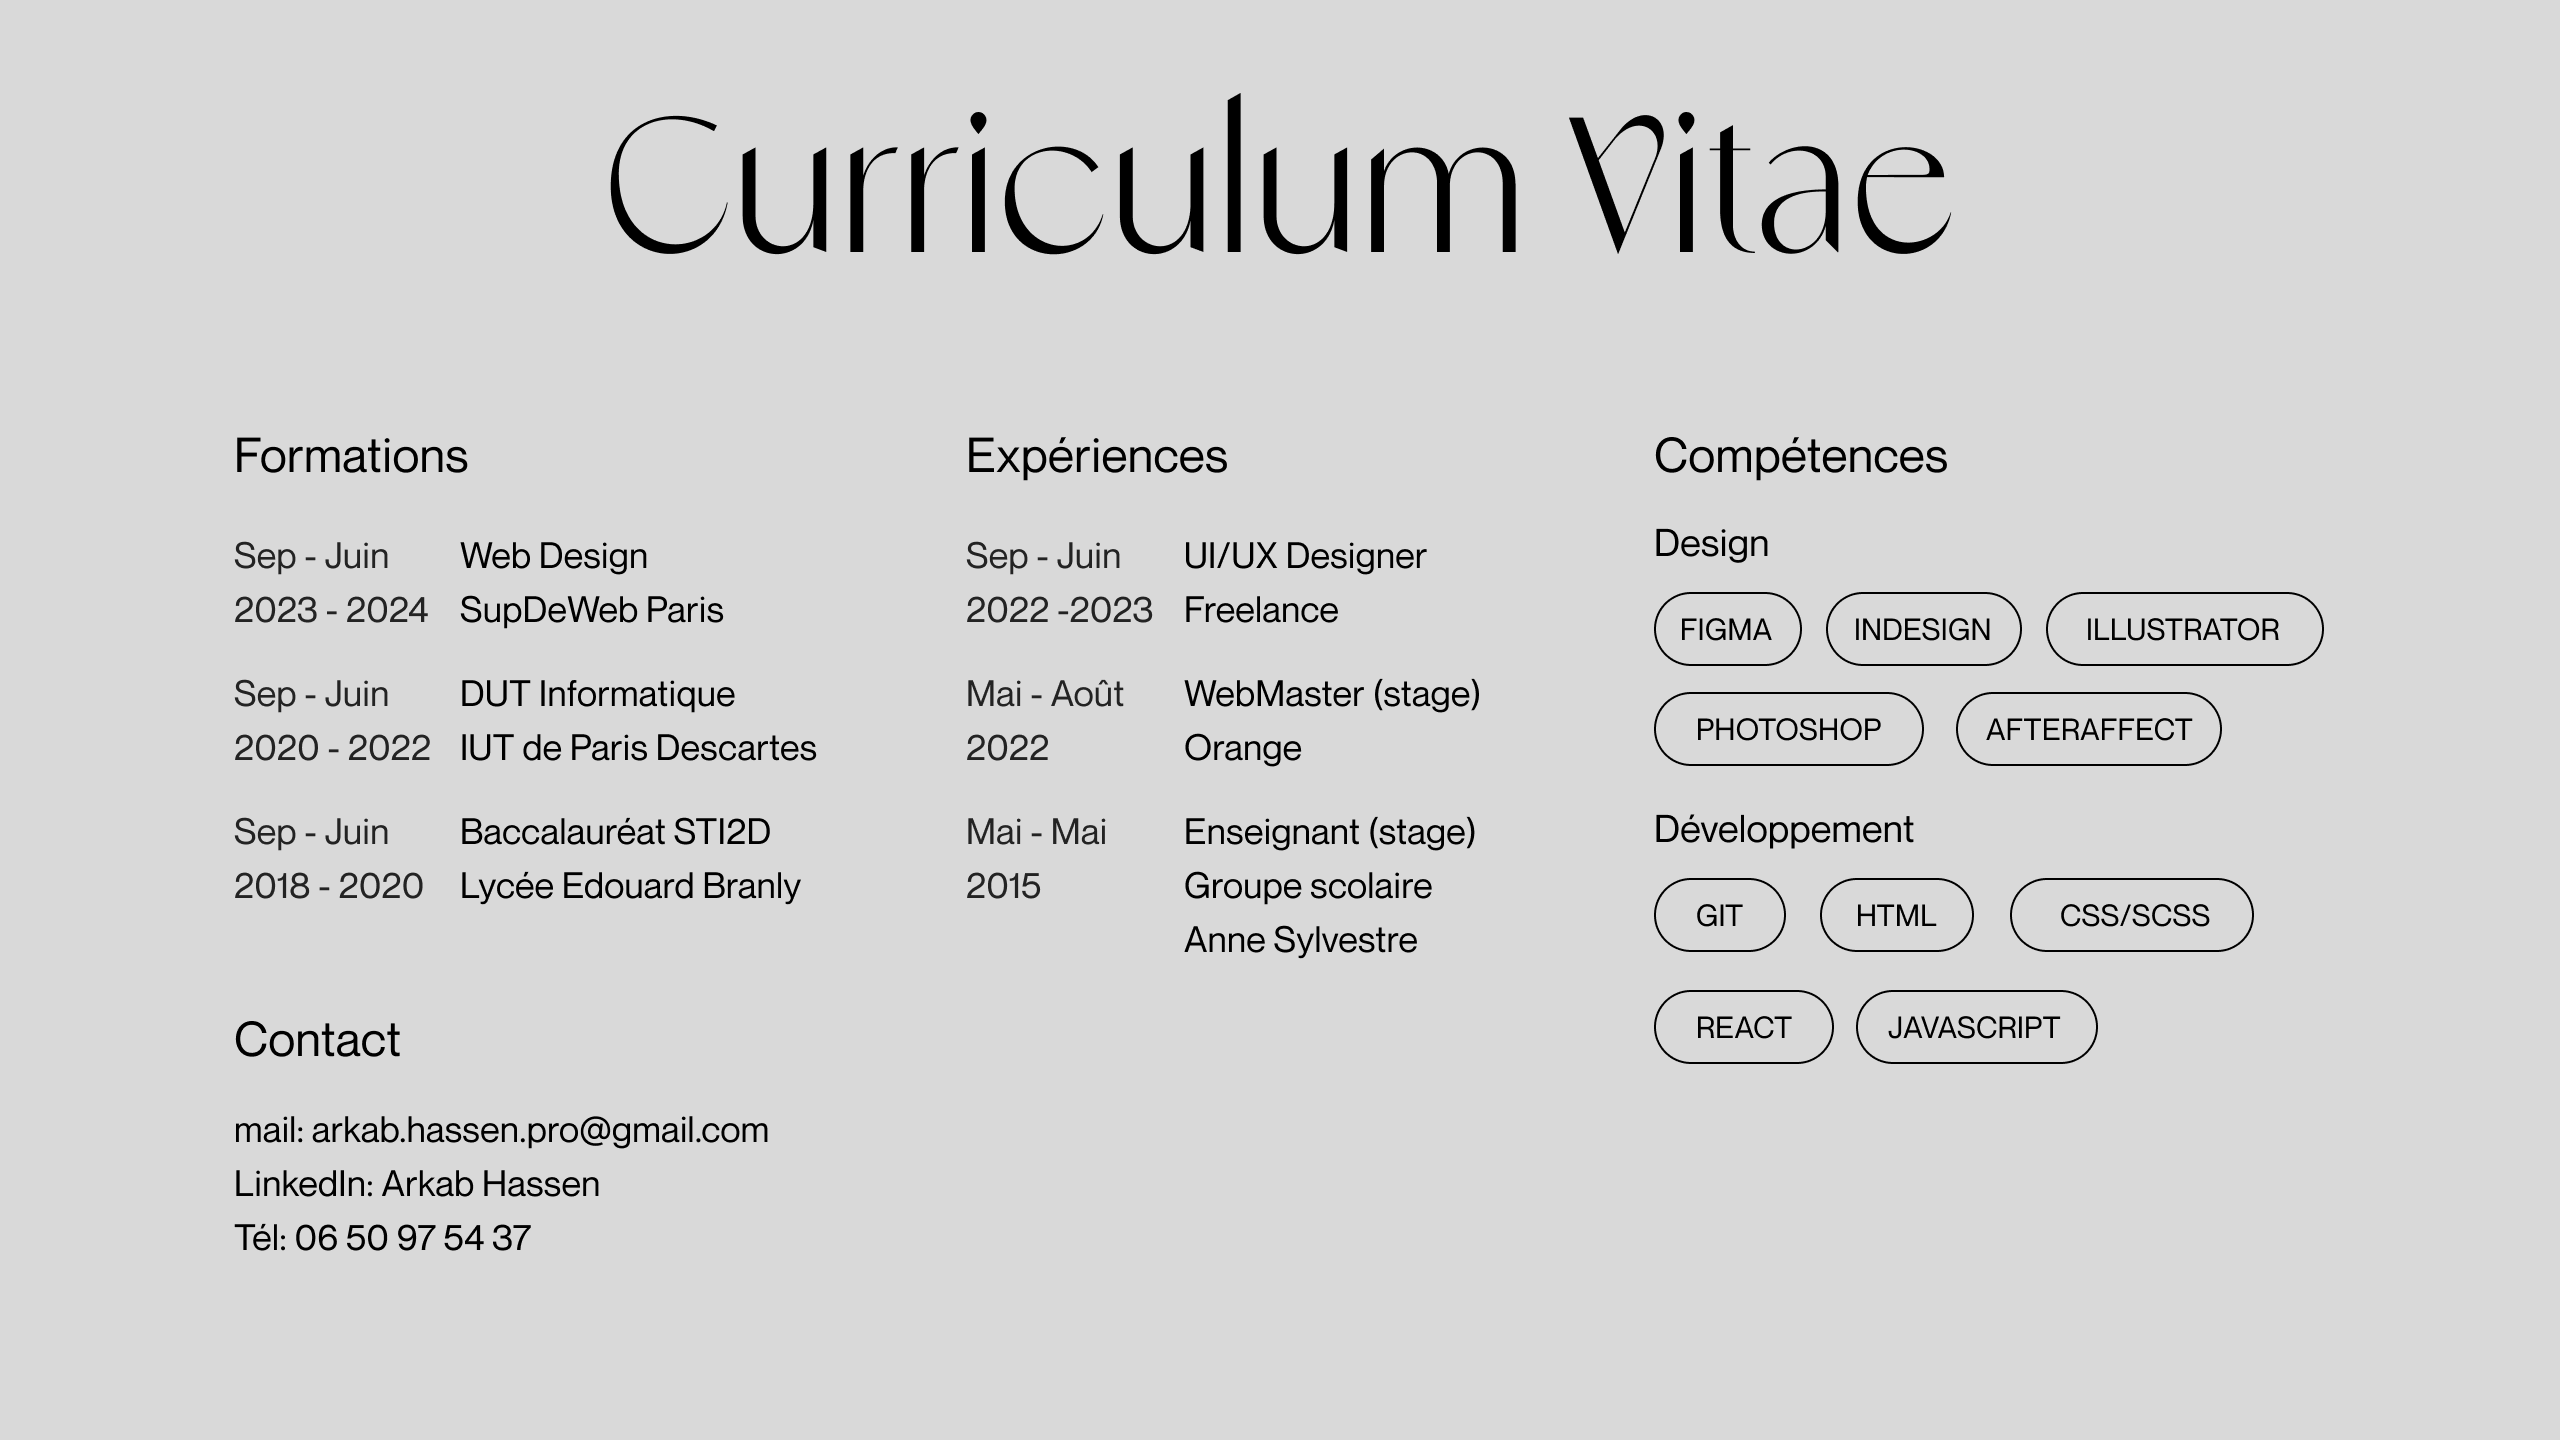 Curriculum Vitae
Formations
Sep - Juin Web Design
2023 - 2024 SupDeWeb Paris
Sep - Juin DUT Informatique
2020 - 2022 IUT de Paris Descartes
Sep - Juin Baccalauréat STI2D
2018 - 2020 Lycée Edouard Branly
Contact
mail: arkab.hassen.pro@gmail.com
LinkedIn: Arkab Hassen
Tél: 06 50 97 54 37
Expériences
Sep - Juin UI/UX Designer
2022 -2023 Freelance
Mai - Août WebMaster (stage)
2022 Orange
Mai - Mai Enseignant (stage)
2015 Groupe scolaire
Anne Sylvestre
Compétences
Design
FIGMA INDESIGN ILLUSTRATOR
PHOTOSHOP AFTERAFFECT
Développement
GIT HTML CSS/SCSS
REACT JAVASCRIPT